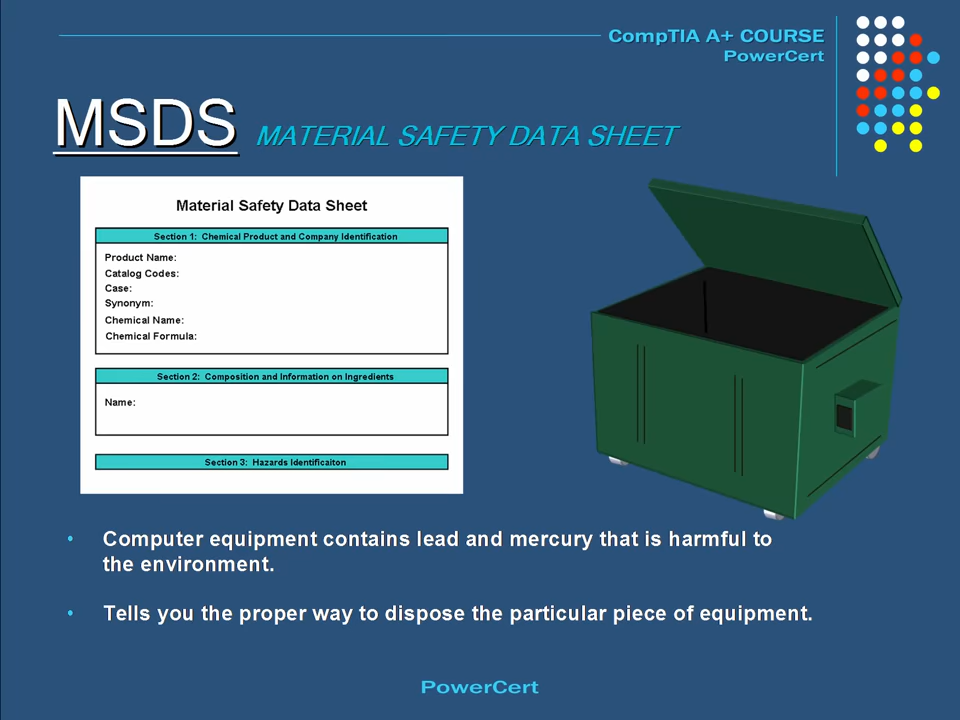 CompTIA A+ COURSE
PowerCert
MSDS MATERIAL SAFETY DATA SHEET
Material Safety Data Sheet
Section 1: Chemical Product and Company Identification
Product Name:
Catalog Codes:
Case:
Synonym:
Chemical Name:
Chemical Formula:
Section 2: Composition and Information on Ingredients
Name:
Section 3: Hazards Identificaiton
• Computer equipment contains lead and mercury that is harmful to
the environment.
• Tells you the proper way to dispose the particular piece of equipment.
PowerCert